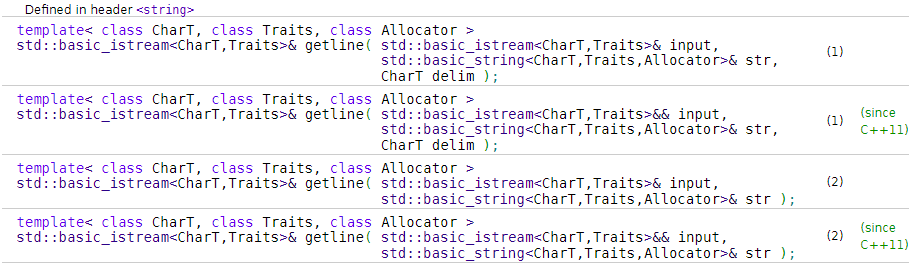 Defined in header <string>
template< class CharT, class Traits, class Allocator >
std::basic_istream<CharT,Traits>& getline( std::basic_istream<CharT,Traits>& input,
std::basic_string<CharT,Traits,Allocator>& str, (1)
CharT delim );
template< class CharT, class Traits, class Allocator >
std::basic_istream<CharT,Traits>& getline( std::basic_istream<CharT,Traits>&& input, (since
std::basic_string<CharT,Traits,Allocator>& str, (1) C++11)
CharT delim );
template< class CharT, class Traits, class Allocator >
std::basic_istream<CharT,Traits>& getline( std::basic_istream<CharT,Traits>& input, (2)
std::basic_string<CharT,Traits,Allocator>& str );
template< class CharT, class Traits, class Allocator >
std::basic_istream<CharT,Traits>& getline( std::basic_istream<CharT,Traits>&& input, (2) (since
std::basic_string<CharT,Traits,Allocator>& str ); C++11)